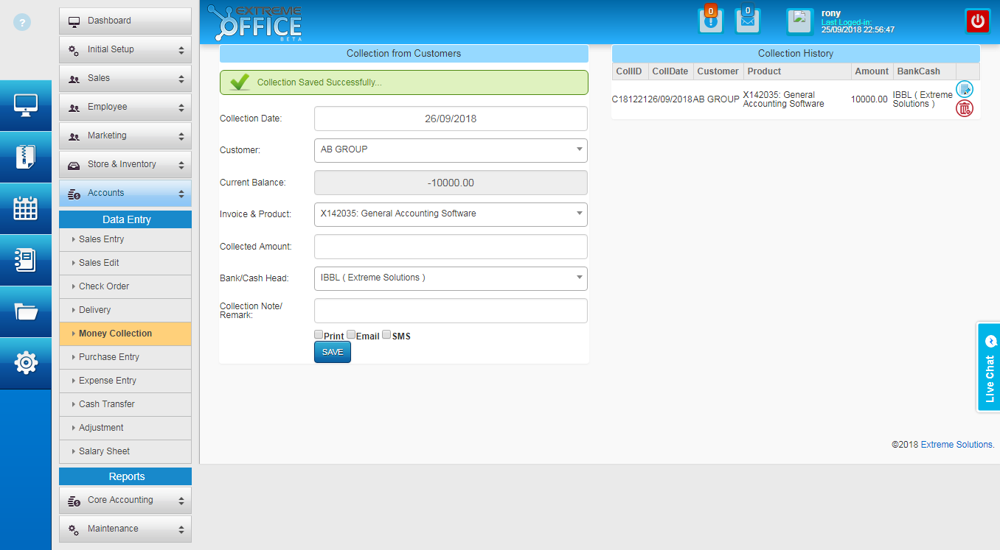 ?
Dashboard
Initial Setup
Sales
Employee
Marketing
Store & Inventory
Accounts
Data Entry
Sales Entry
Sales Edit
Check Order
Delivery
Money Collection
Purchase Entry
Expense Entry
Cash Transfer
Adjustment
Salary Sheet
Reports
Core Accounting
Maintenance
EXTREME
OFFICE
BETA
0
0
rony
Last Loged-in:
25/09/2018 22:56:47
Collection from Customers
Collection Saved Successfully...
Collection Date:
26/09/2018
Customer:
AB GROUP
Current Balance:
-10000.00
Invoice & Product:
X142035: General Accounting Software
Collected Amount:
Bank/Cash Head:
IBBL ( Extreme Solutions )
Collection Note/
Remark:
Print Email SMS
SAVE
Collection History
CollID CollDate Customer Product Amount BankCash
C18122126/09/2018AB GROUP X142035: General Accounting Software 10000.00 IBBL ( Extreme Solutions )
Live Chat
©2018 Extreme Solutions.